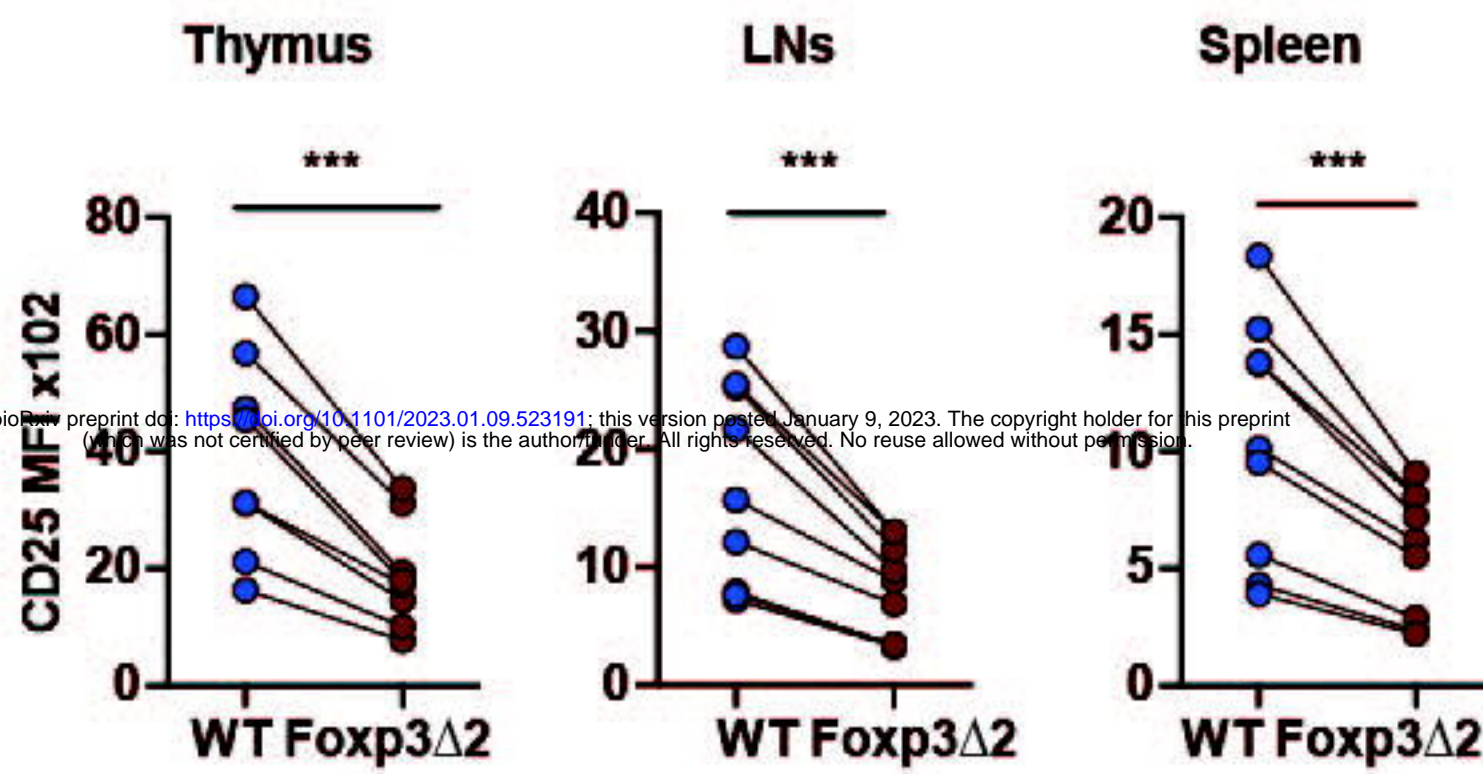 Thymus LNs Spleen
*** *** ***
80 40 20
60 30 15
40 20 10
20 10 5
0 0 0
CD25 MFI x102
preprint doi: https://doi.org/10.1101/2023.01.09.523191; this version posted January 9, 2023. The copyright holder for this preprint
(which was not certified by peer review) is the author/funder. All rights reserved. No reuse allowed without permission.
WT Foxp3Δ2 WT Foxp3Δ2 WT Foxp3Δ2